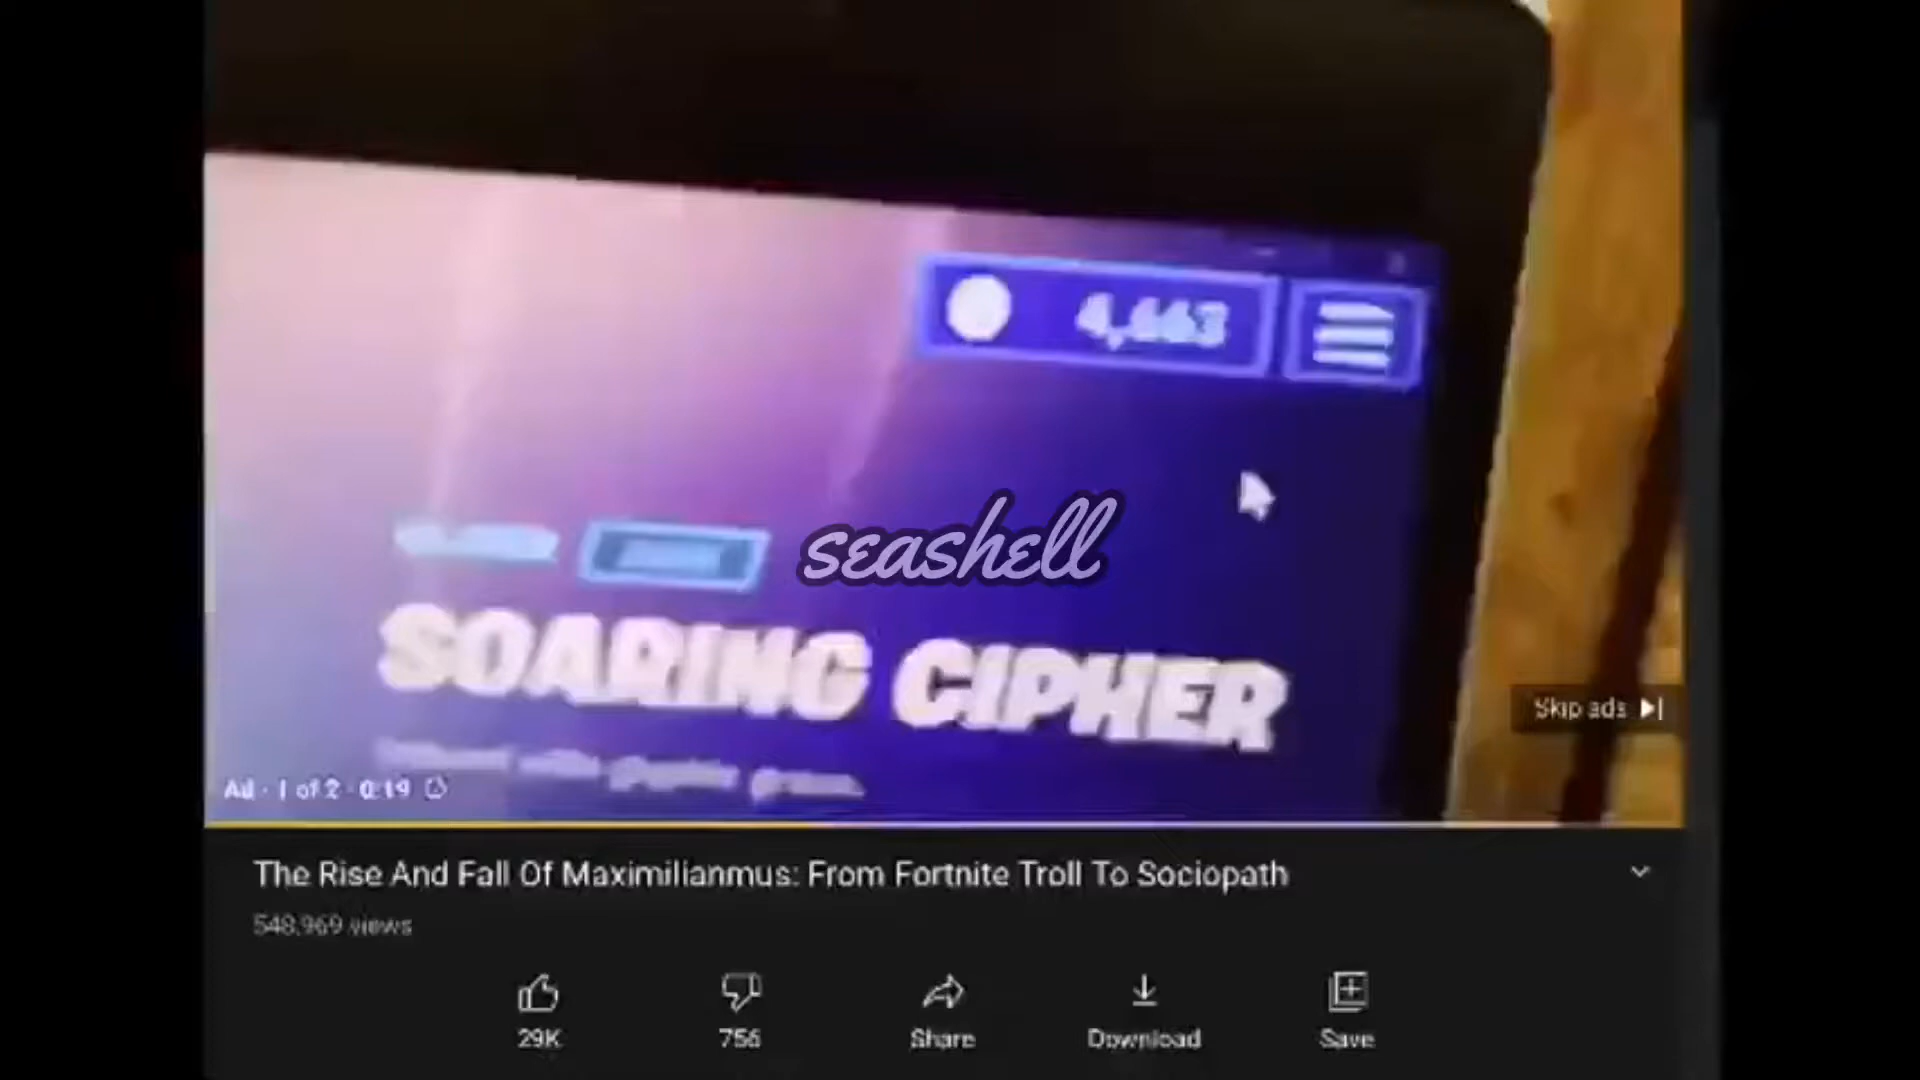 4,663
seashell
SOARING CIPHER
Skip ads
Ad · 1 of 2 · 0:19
The Rise And Fall Of Maximilianmus: From Fortnite Troll To Sociopath
548,969 views
29K
756
Share
Download
Save